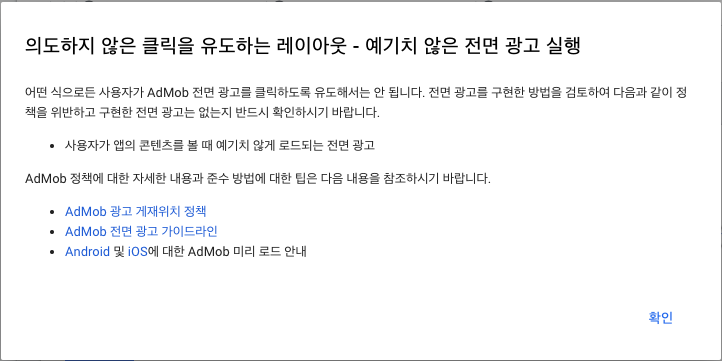 의도하지 않은 클릭을 유도하는 레이아웃 - 예기치 않은 전면 광고 실행
어떤 식으로든 사용자가 AdMob 전면 광고를 클릭하도록 유도해서는 안 됩니다. 전면 광고를 구현한 방법을 검토하여 다음과 같이 정
책을 위반하고 구현한 전면 광고는 없는지 반드시 확인하시기 바랍니다.
• 사용자가 앱의 콘텐츠를 볼 때 예기치 않게 로드되는 전면 광고
AdMob 정책에 대한 자세한 내용과 준수 방법에 대한 팁은 다음 내용을 참조하시기 바랍니다.
• AdMob 광고 게재위치 정책
• AdMob 전면 광고 가이드라인
• Android 및 iOS에 대한 AdMob 미리 로드 안내
확인